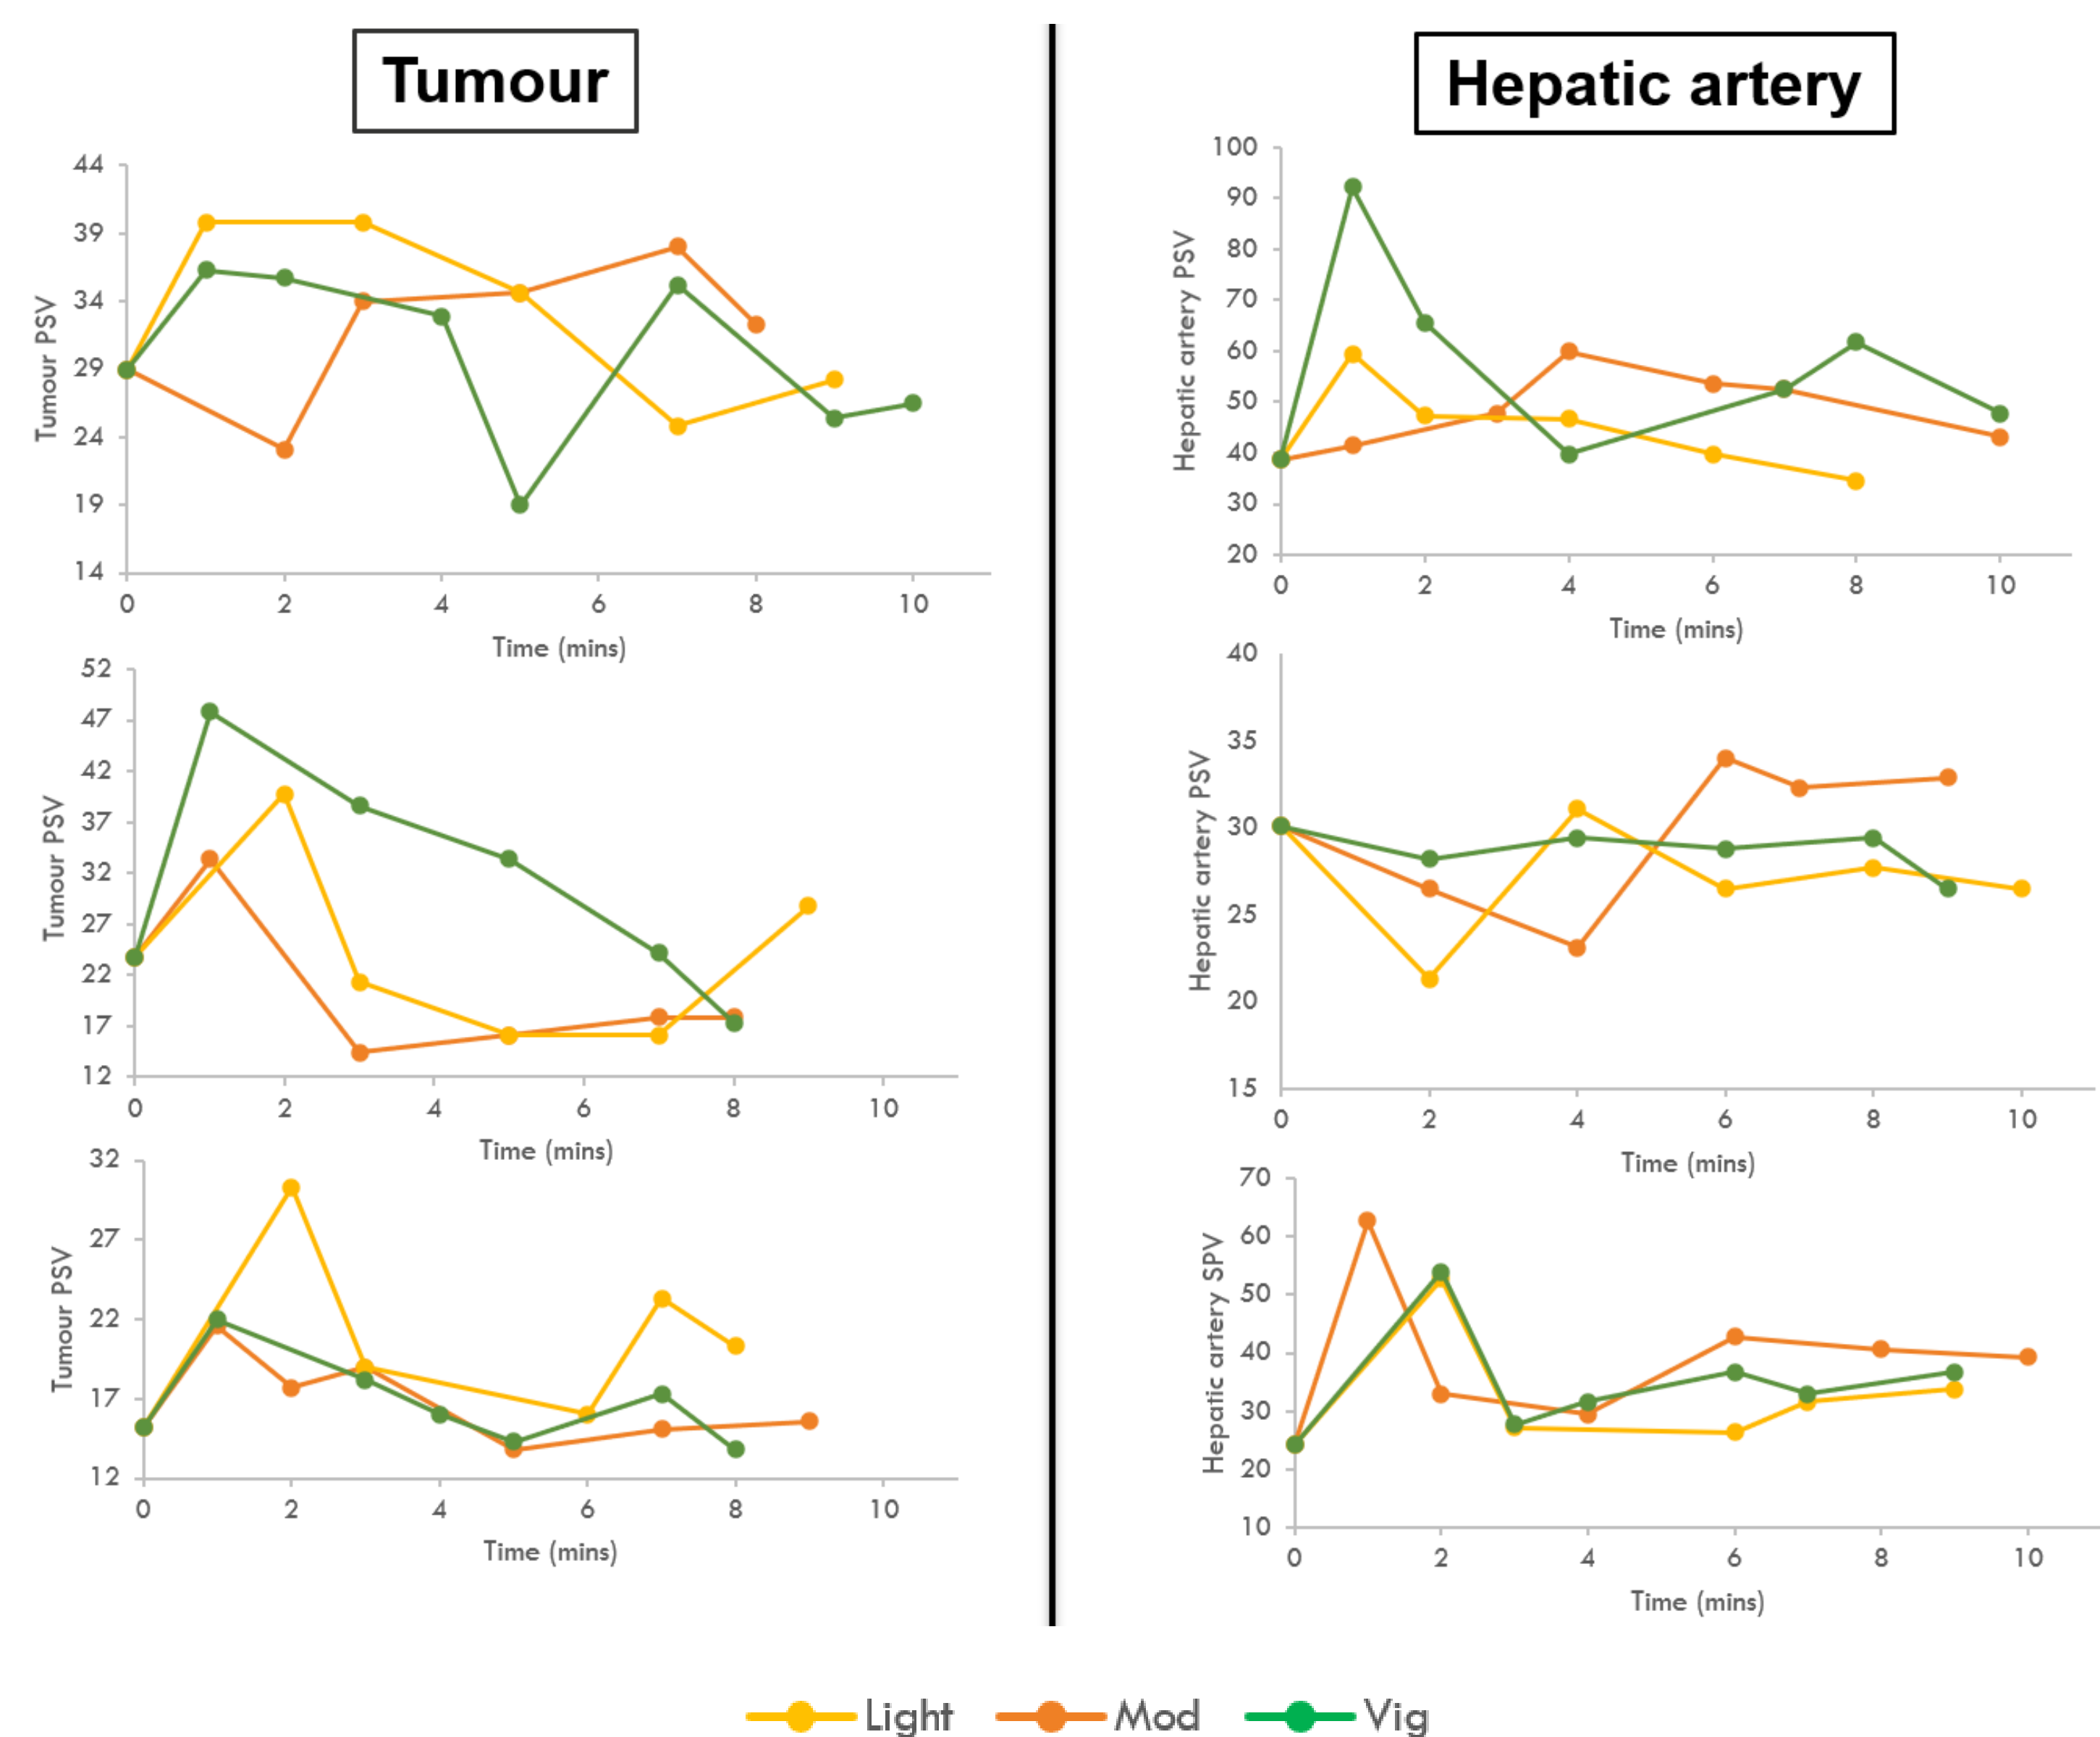 Tumour
Hepatic artery
44
39
34
29
24
19
14
Tumour PSV
0 2 4 6 8 10
Time (mins)
100
90
80
70
60
50
40
30
20
Hepatic artery PSV
0 2 4 6 8 10
Time (mins)
52
47
42
37
32
27
22
17
12
Tumour PSV
0 2 4 6 8 10
Time (mins)
40
35
30
25
20
15
Hepatic artery PSV
0 2 4 6 8 10
Time (mins)
32
27
22
17
12
Tumour PSV
0 2 4 6 8 10
Time (mins)
70
60
50
40
30
20
10
Hepatic artery SPV
0 2 4 6 8 10
Time (mins)
Light Mod Vig